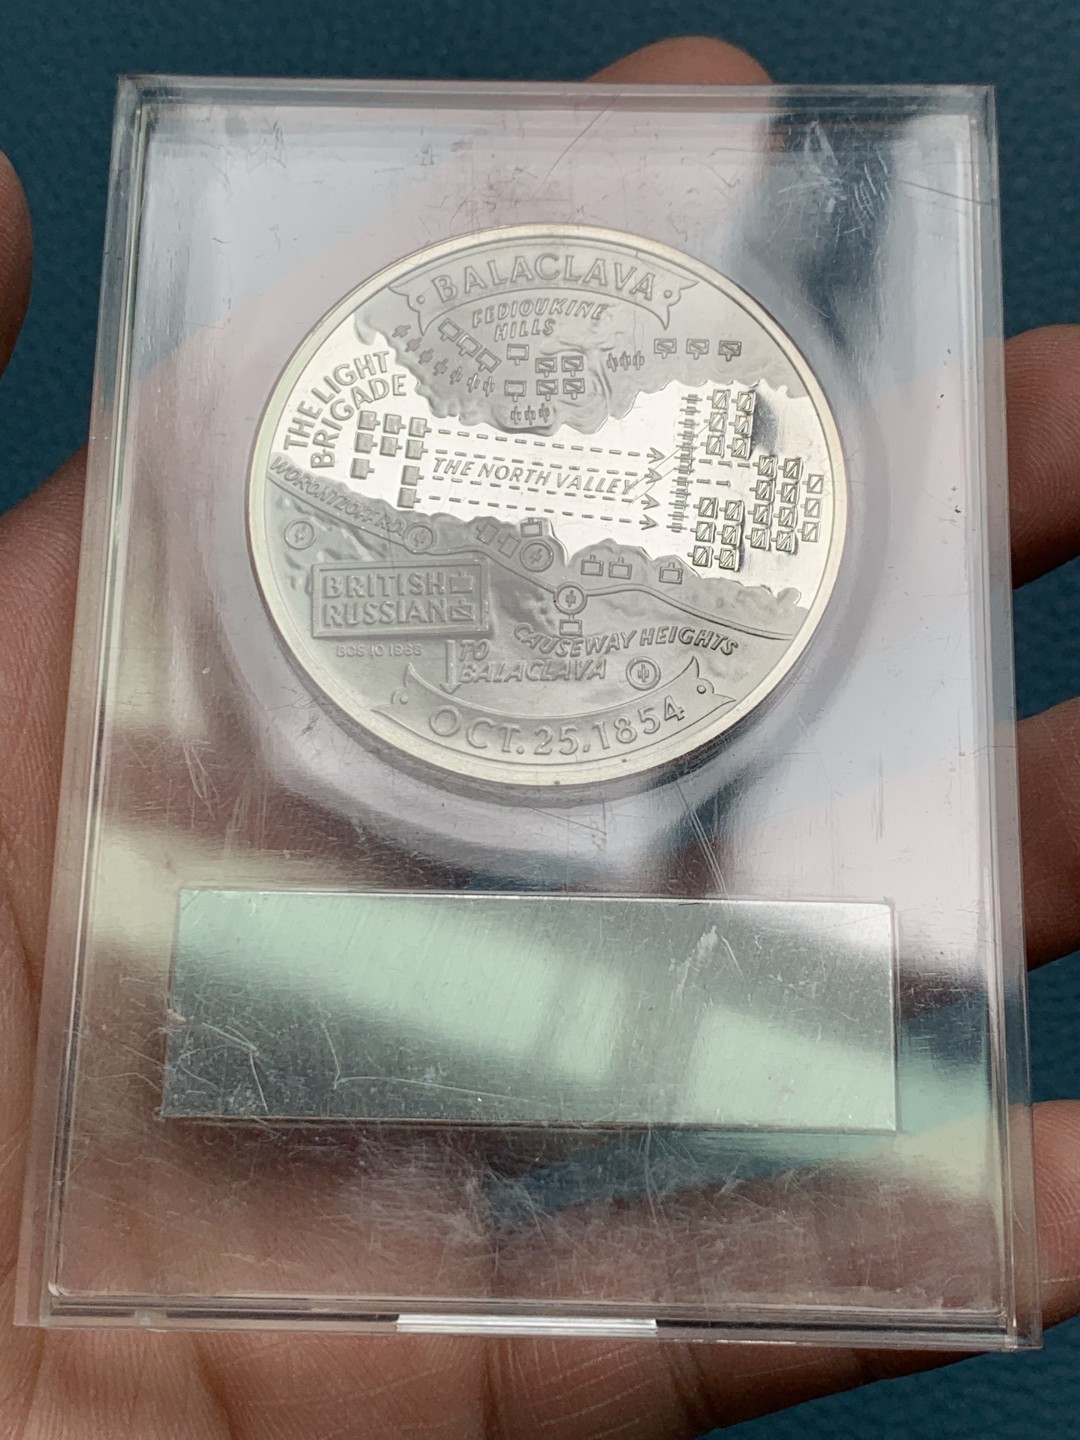 BALACLAVA
FEDIOUKINE
HILLS
THE LIGHT
BRIGADE
THE NORTH VALLEY
WORONTZOFF RD.
BRITISH
RUSSIAN
CAUSEWAY HEIGHTS
TO
BALACLAVA
OCT. 25, 1854